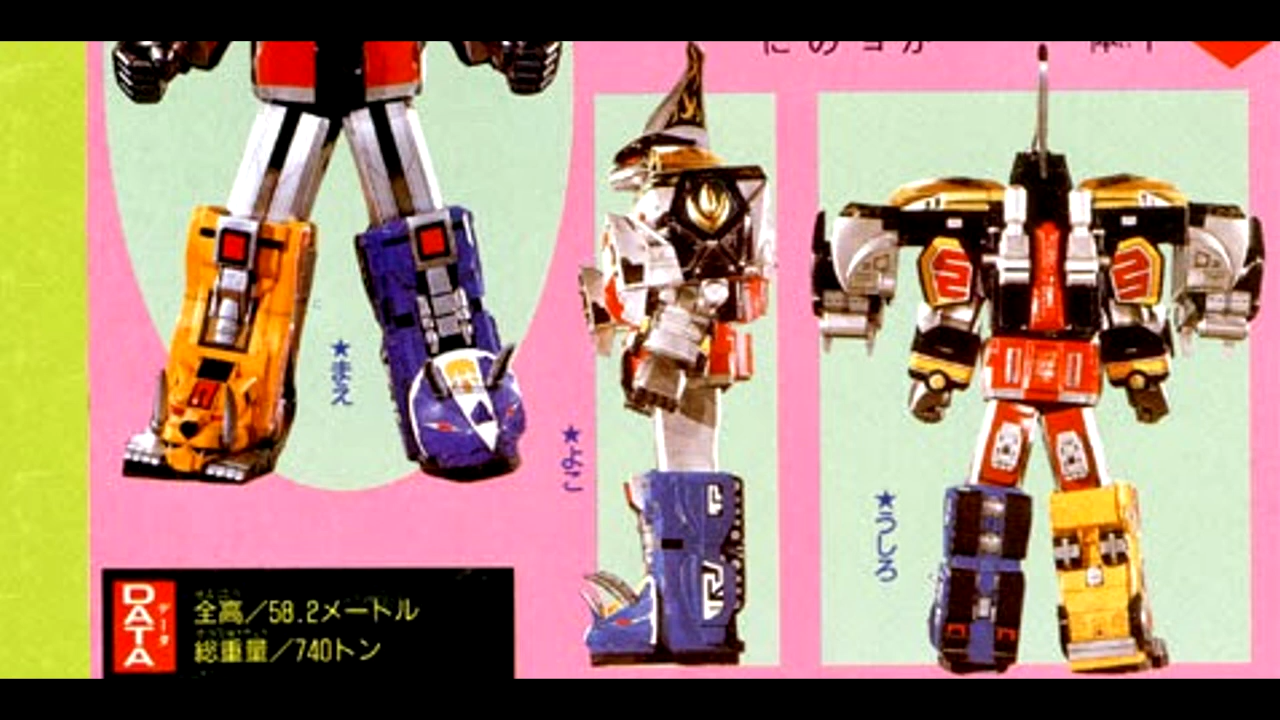 ★まえ
★よこ
★うしろ
DATA
データ
全高／58.2メートル
総重量／740トン